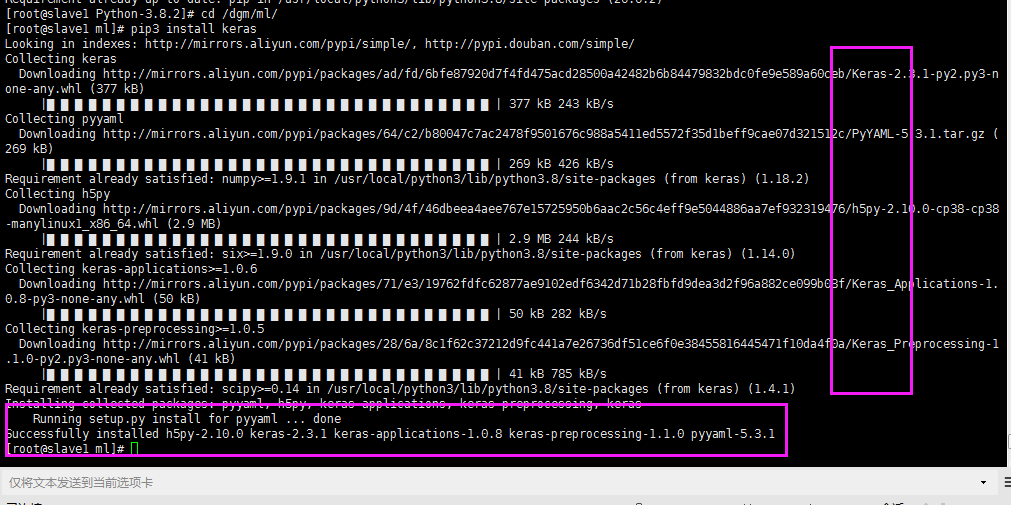 Requirement already up-to-date: pip in /usr/local/python3/lib/python3.8/site-packages (20.0.2)
[root@slave1 Python-3.8.2]# cd /dgm/ml/
[root@slave1 ml]# pip3 install keras
Looking in indexes: http://mirrors.aliyun.com/pypi/simple/, http://pypi.douban.com/simple/
Collecting keras
Downloading http://mirrors.aliyun.com/pypi/packages/ad/fd/6bfe87920d7f4fd475acd28500a42482b6b84479832bdc0fe9e589a60ceb/Keras-2.3.1-py2.py3-n
one-any.whl (377 kB)
| 377 kB 243 kB/s
Collecting pyyaml
Downloading http://mirrors.aliyun.com/pypi/packages/64/c2/b80047c7ac2478f9501676c988a5411ed5572f35d1beff9cae07d321512c/PyYAML-5.3.1.tar.gz (
269 kB)
| 269 kB 426 kB/s
Requirement already satisfied: numpy>=1.9.1 in /usr/local/python3/lib/python3.8/site-packages (from keras) (1.18.2)
Collecting h5py
Downloading http://mirrors.aliyun.com/pypi/packages/9d/4f/46dbeea4aee767e15725950b6aac2c56c4eff9e5044886aa7ef932319476/h5py-2.10.0-cp38-cp38
-manylinux1_x86_64.whl (2.9 MB)
| 2.9 MB 244 kB/s
Requirement already satisfied: six>=1.9.0 in /usr/local/python3/lib/python3.8/site-packages (from keras) (1.14.0)
Collecting keras-applications>=1.0.6
Downloading http://mirrors.aliyun.com/pypi/packages/71/e3/19762fdfc62877ae9102edf6342d71b28fbfd9dea3d2f96a882ce099b03f/Keras_Applications-1.
0.8-py3-none-any.whl (50 kB)
| 50 kB 282 kB/s
Collecting keras-preprocessing>=1.0.5
Downloading http://mirrors.aliyun.com/pypi/packages/28/6a/8c1f62c37212d9fc441a7e26736df51ce6f0e38455816445471f10da4f0a/Keras_Preprocessing-1
.1.0-py2.py3-none-any.whl (41 kB)
| 41 kB 785 kB/s
Requirement already satisfied: scipy>=0.14 in /usr/local/python3/lib/python3.8/site-packages (from keras) (1.4.1)
Installing collected packages: pyyaml, h5py, keras-applications, keras-preprocessing, keras
Running setup.py install for pyyaml ... done
Successfully installed h5py-2.10.0 keras-2.3.1 keras-applications-1.0.8 keras-preprocessing-1.1.0 pyyaml-5.3.1
[root@slave1 ml]#
仅将文本发送到当前选项卡